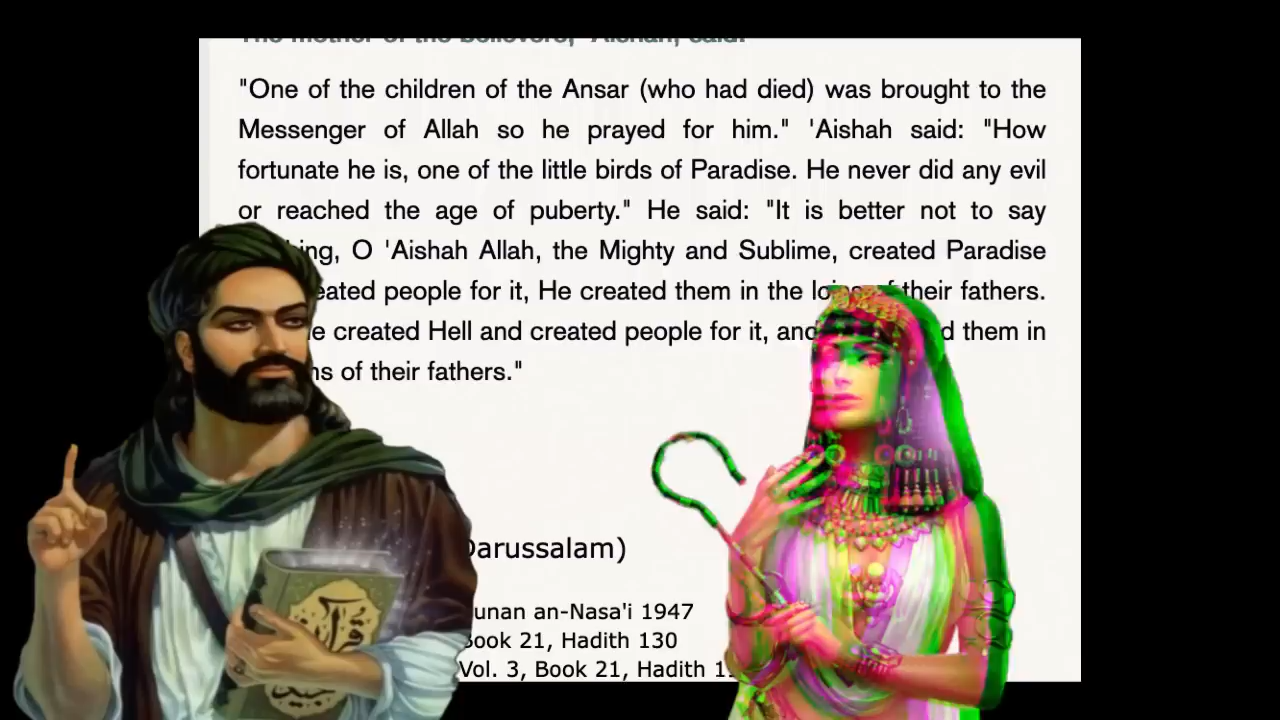 "One of the children of the Ansar (who had died) was brought to the
Messenger of Allah so he prayed for him." 'Aishah said: "How
fortunate he is, one of the little birds of Paradise. He never did any evil
or reached the age of puberty." He said: "It is better not to say
O 'Aishah Allah, the Mighty and Sublime, created Paradise
people for it, He created them in the their fathers.
created Hell and created people for it, and them in
of their fathers."
Darussalam)
an-Nasa'i 1947
Book 21, Hadith 130
Vol. 3, Book 21, Hadith